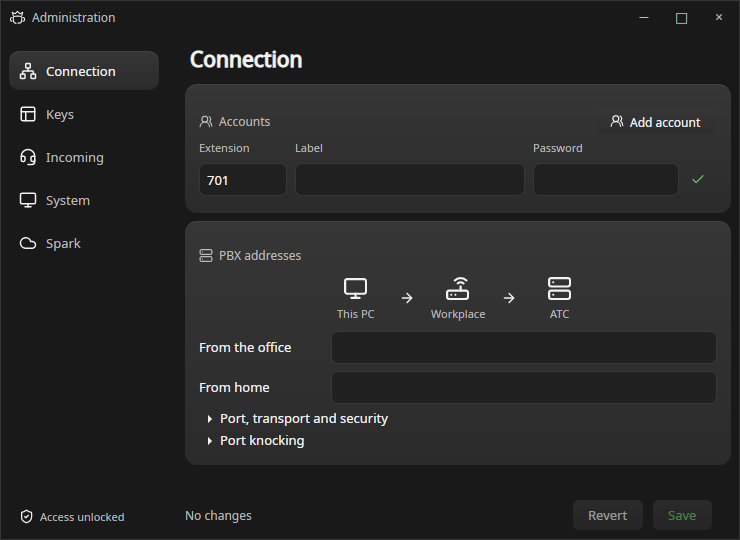 Administration
Connection
Keys
Incoming
System
Spark
Access unlocked
Connection
Accounts
Add account
Extension Label Password
701
PBX addresses
This PC Workplace ATC
From the office
From home
Port, transport and security
Port knocking
No changes
Revert Save